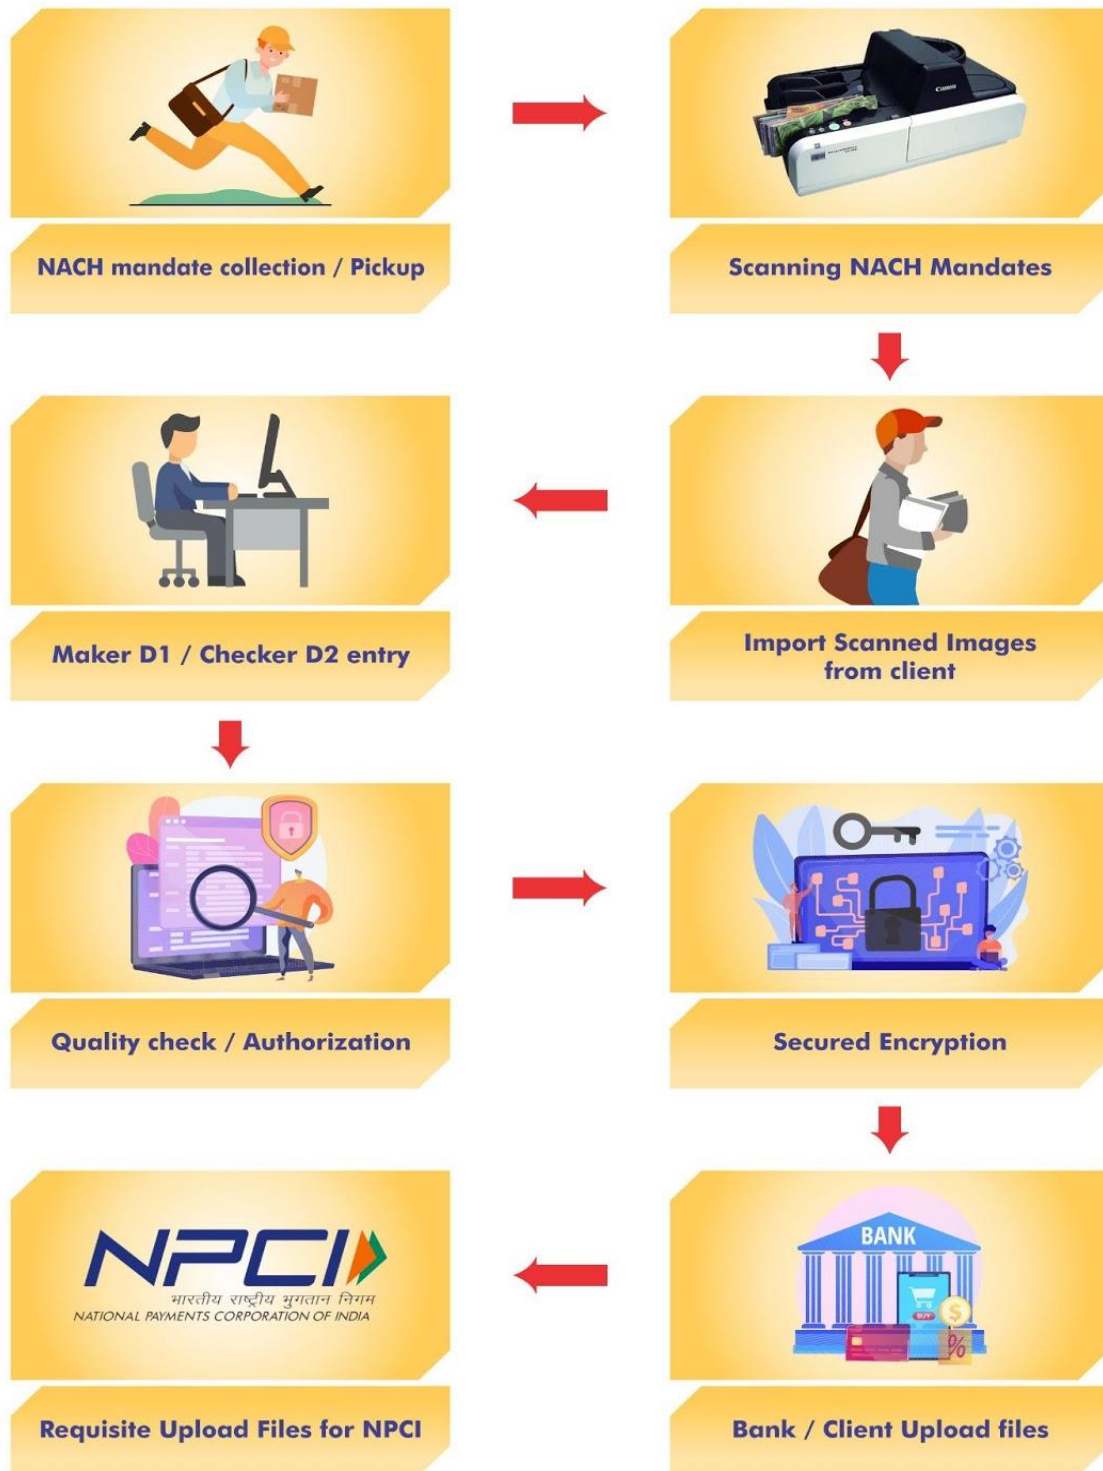 Canon
NACH mandate collection / Pickup
Scanning NACH Mandates
Maker D1 / Checker D2 entry
Import Scanned Images
from client
Quality check / Authorization
Secured Encryption
NPCI
भारतीय राष्ट्रीय भुगतान निगम
NATIONAL PAYMENTS CORPORATION OF INDIA
BANK
BUY
$
%
Requisite Upload Files for NPCI
Bank / Client Upload files